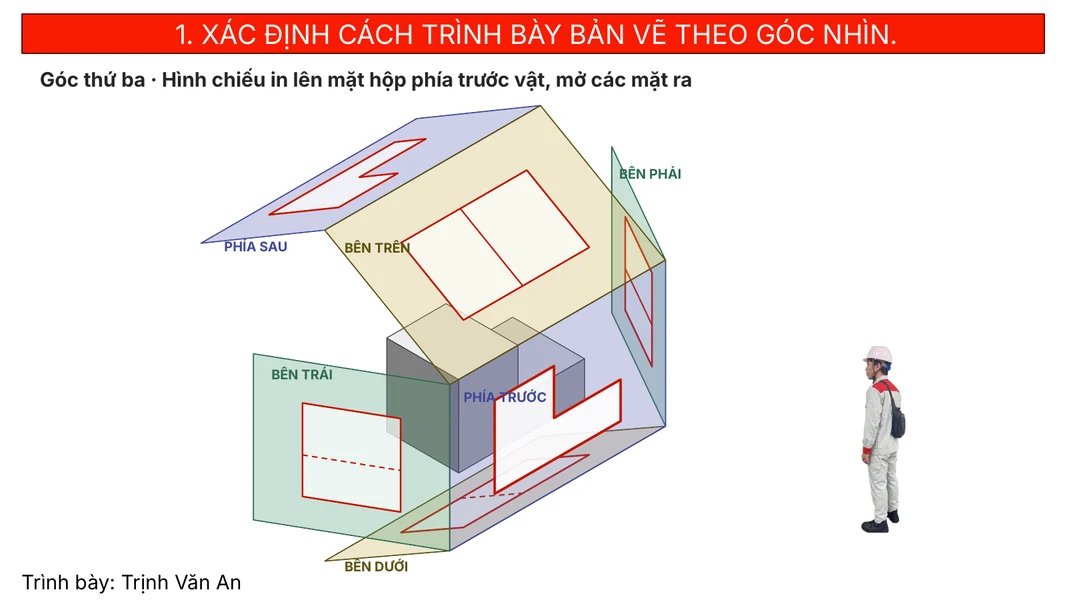 1. XÁC ĐỊNH CÁCH TRÌNH BÀY BẢN VẼ THEO GÓC NHÌN.
Góc thứ ba · Hình chiếu in lên mặt hộp phía trước vật, mở các mặt ra
BÊN PHẢI
PHÍA SAU
BÊN TRÊN
BÊN TRÁI
PHÍA TRƯỚC
BÊN DƯỚI
Trình bày: Trịnh Văn An